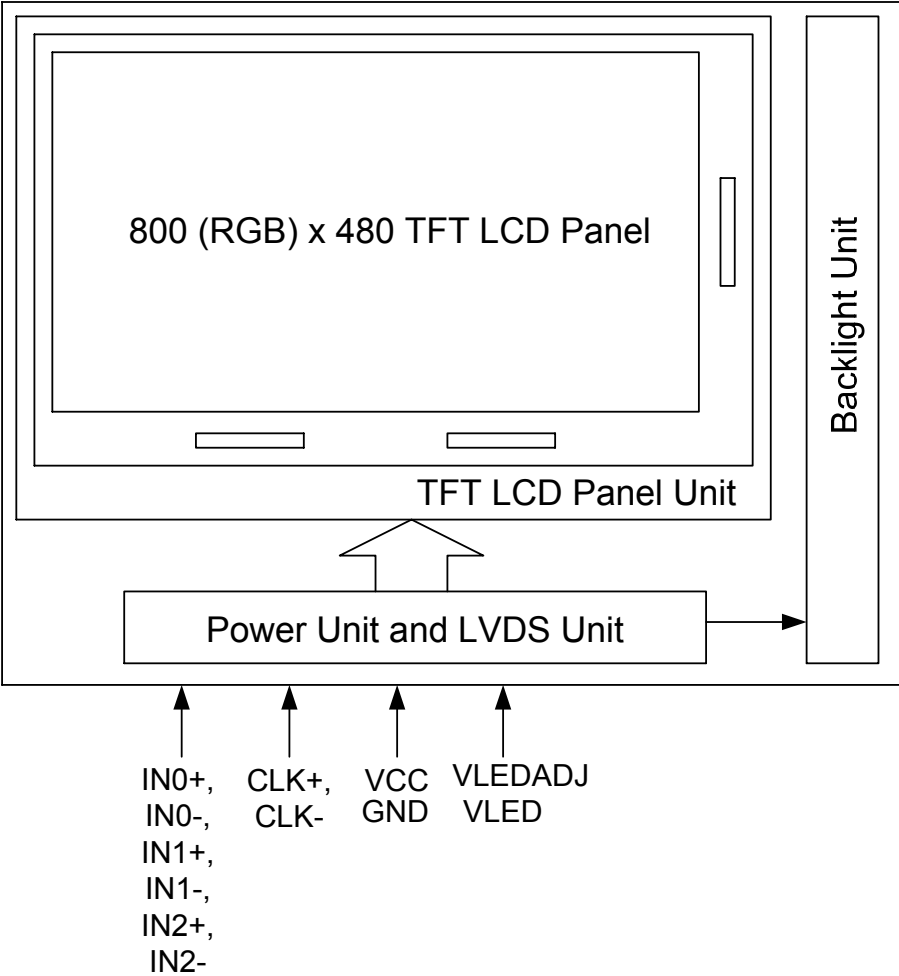 800 (RGB) x 480 TFT LCD Panel
Backlight Unit
TFT LCD Panel Unit
Power Unit and LVDS Unit
IN0+,
IN0-,
IN1+,
IN1-,
IN2+,
IN2-
CLK+,
CLK-
VCC
GND
VLEDADJ
VLED